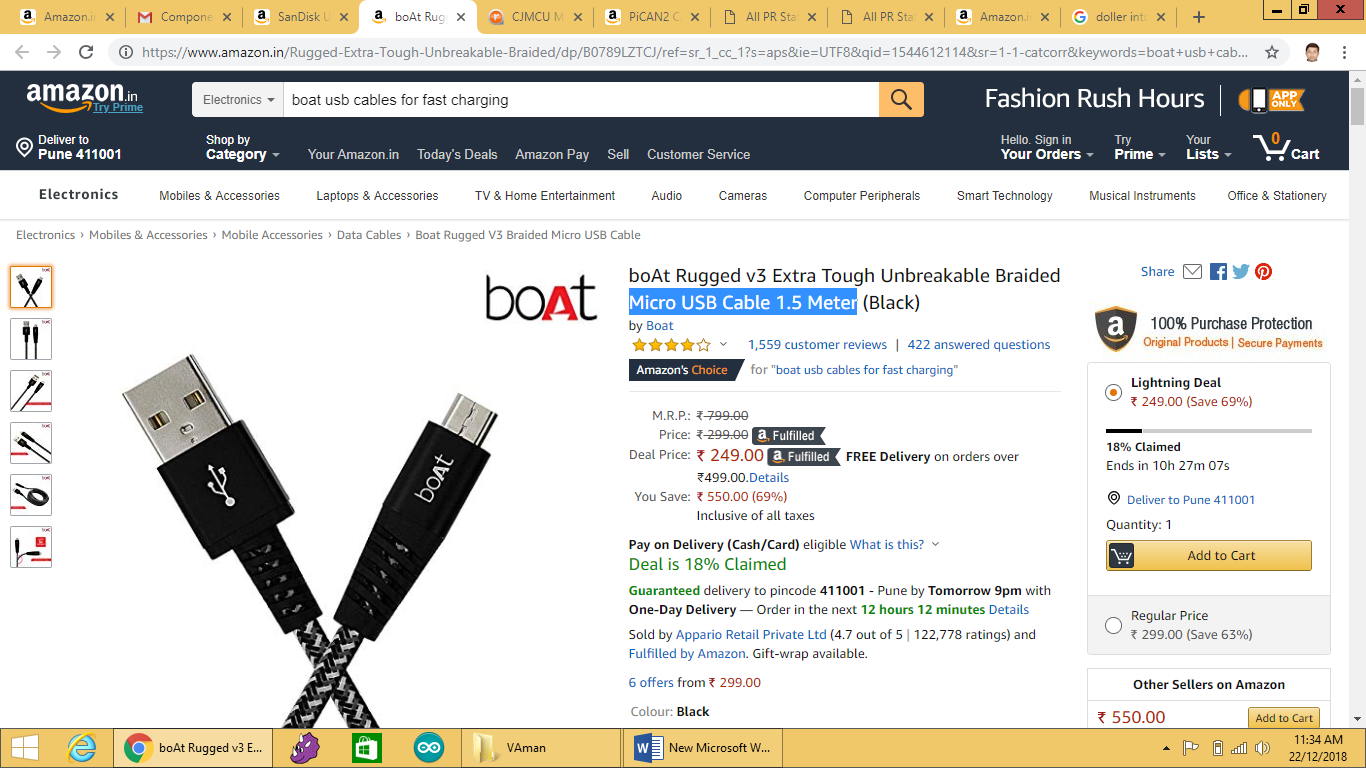 Amazon.i
Compone
SanDisk U
boAt Rug
CJMCU M
PiCAN2 C
All PR Sta
All PR Sta
Amazon.i
doller int
https://www.amazon.in/Rugged-Extra-Tough-Unbreakable-Braided/dp/B0789LZTCJ/ref=sr_1_cc_1?s=aps&ie=UTF8&qid=1544612114&sr=1-1-catcorr&keywords=boat+usb+cab...
amazon.in
Try Prime
Electronics
boat usb cables for fast charging
Fashion Rush Hours
APP ONLY
Deliver to
Pune 411001
Shop by
Category
Your Amazon.in
Today's Deals
Amazon Pay
Sell
Customer Service
Hello. Sign in
Your Orders
Try
Prime
Your
Lists
0
Cart
Electronics
Mobiles & Accessories
Laptops & Accessories
TV & Home Entertainment
Audio
Cameras
Computer Peripherals
Smart Technology
Musical Instruments
Office & Stationery
Electronics › Mobiles & Accessories › Mobile Accessories › Data Cables › Boat Rugged V3 Braided Micro USB Cable
boAt
boAt
boAt Rugged v3 Extra Tough Unbreakable Braided
Micro USB Cable 1.5 Meter (Black)
by Boat
1,559 customer reviews | 422 answered questions
Amazon's Choice for "boat usb cables for fast charging"
M.R.P.: ₹ 799.00
Price: ₹ 299.00 Fulfilled
Deal Price: ₹ 249.00 Fulfilled FREE Delivery on orders over
₹499.00.Details
You Save: ₹ 550.00 (69%)
Inclusive of all taxes
Pay on Delivery (Cash/Card) eligible What is this?
Deal is 18% Claimed
Guaranteed delivery to pincode 411001 - Pune by Tomorrow 9pm with
One-Day Delivery — Order in the next 12 hours 12 minutes Details
Sold by Appario Retail Private Ltd (4.7 out of 5 | 122,778 ratings) and
Fulfilled by Amazon. Gift-wrap available.
6 offers from ₹ 299.00
Colour: Black
Share
100% Purchase Protection
Original Products | Secure Payments
Lightning Deal
₹ 249.00 (Save 69%)
18% Claimed
Ends in 10h 27m 07s
Deliver to Pune 411001
Quantity: 1
Add to Cart
Regular Price
₹ 299.00 (Save 63%)
Other Sellers on Amazon
₹ 550.00
Add to Cart
boAt Rugged v3 E...
VAman
New Microsoft W...
11:34 AM
22/12/2018